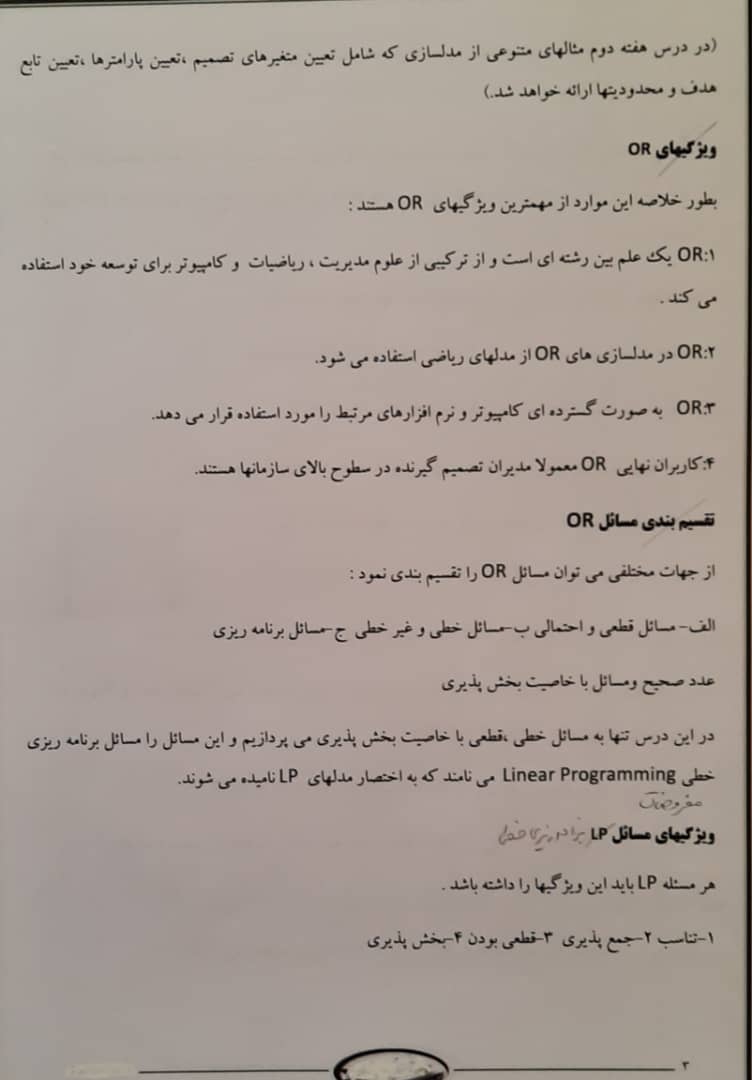 (در درس هفته دوم مثالهای متنوعی از مدلسازی که شامل تعیین متغیرهای تصمیم ،تعیین پارامترها ،تعیین تابع
هدف و محدودیتها ارائه خواهد شد.)
ویژگیهای OR
بطور خلاصه این موارد از مهمترین ویژگیهای OR هستند :
۱:OR یک علم بین رشته ای است و از ترکیبی از علوم مدیریت ، ریاضیات و کامپیوتر برای توسعه خود استفاده
می کند .
۲:OR در مدلسازی های OR از مدلهای ریاضی استفاده می شود.
۳:OR به صورت گسترده ای کامپیوتر و نرم افزارهای مرتبط را مورد استفاده قرار می دهد.
۴:کاربران نهایی OR معمولا مدیران تصمیم گیرنده در سطوح بالای سازمانها هستند.
تقسیم بندی مسائل OR
از جهات مختلفی می توان مسائل OR را تقسیم بندی نمود :
الف- مسائل قطعی و احتمالی ب-مسائل خطی و غیر خطی ج-مسائل برنامه ریزی
عدد صحیح ومسائل با خاصیت بخش پذیری
در این درس تنها به مسائل خطی ،قطعی با خاصیت بخش پذیری می پردازیم و این مسائل را مسائل برنامه ریزی
خطی Linear Programming می نامند که به اختصار مدلهای LP نامیده می شوند.
مفروضات
ویژگیهای مسائل LP برنامه ریزی خطی
هر مسئله LP باید این ویژگیها را داشته باشد .
۱-تناسب ۲-جمع پذیری ۳-قطعی بودن ۴-بخش پذیری
۳